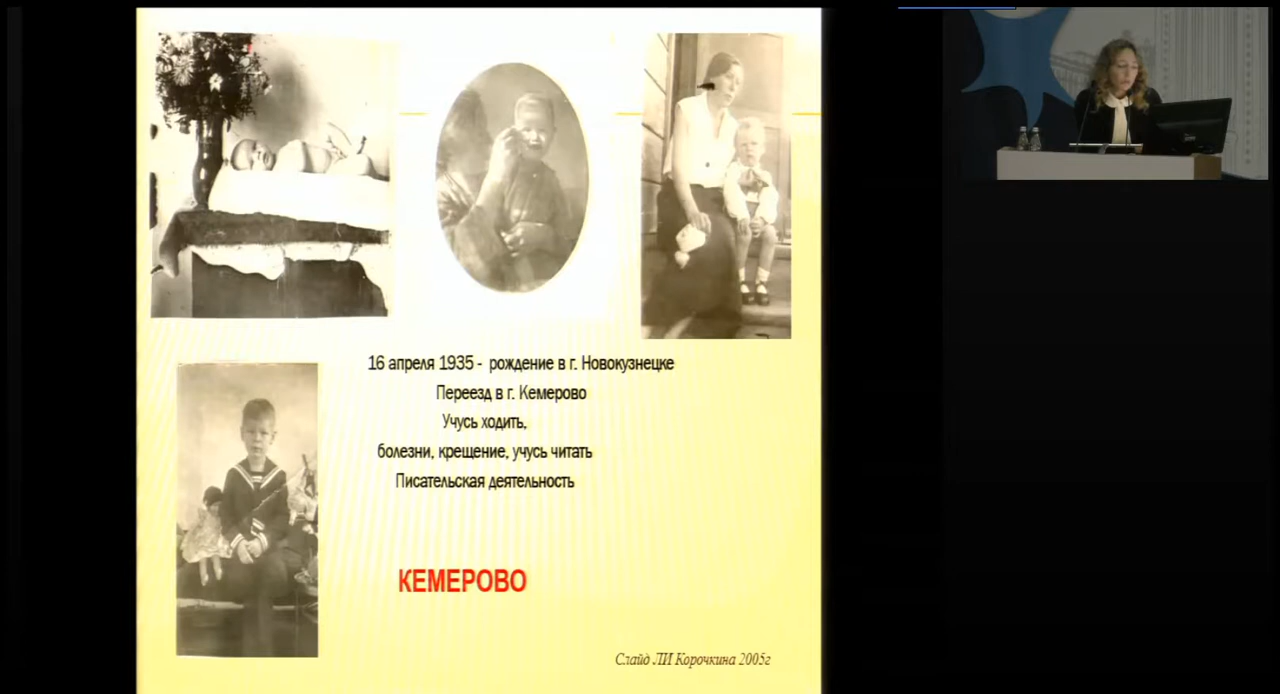 16 апреля 1935 - рождение в г. Новокузнецке
Переезд в г. Кемерово
Учусь ходить,
болезни, крещение, учусь читать
Писательская деятельность
КЕМЕРОВО
Слайд ЛИ Корочкина 2005г